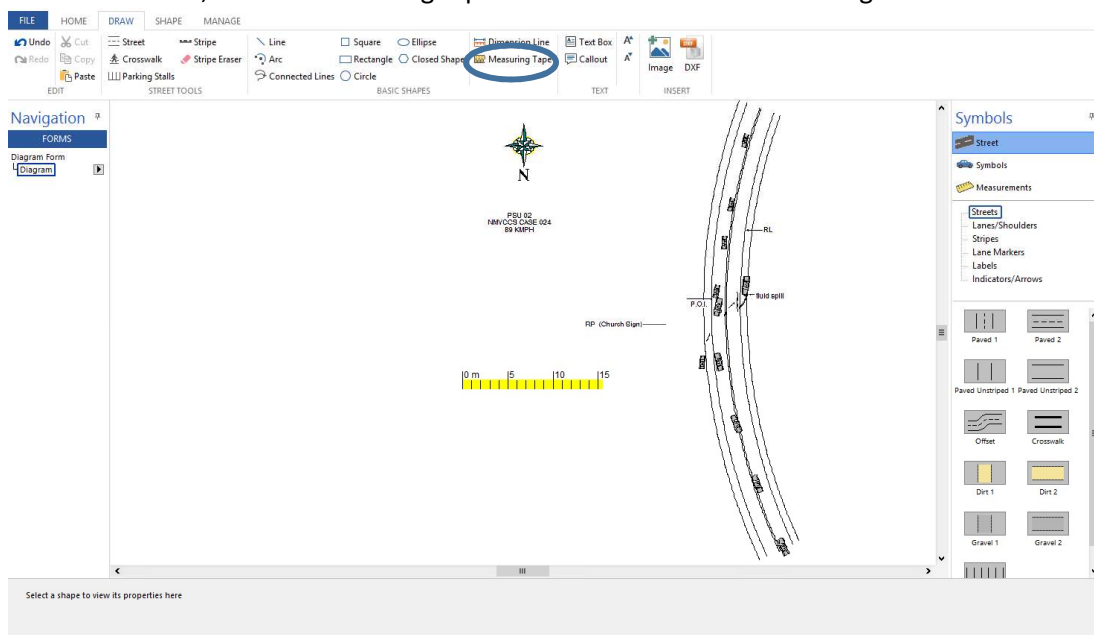 FILE HOME DRAW SHAPE MANAGE
Undo Cut Street Stripe Line Square Ellipse Dimension Line Text Box A
Redo Copy Crosswalk Stripe Eraser Arc Rectangle Closed Shape Measuring Tape Callout A Image DXF
Paste Parking Stalls Connected Lines Circle
EDIT STREET TOOLS BASIC SHAPES TEXT INSERT
Navigation
FORMS
Diagram Form
Diagram
N
PSU 02
NMVCCS CASE 024
89 KMPH
RL
fluid spill
P.O.I.
RP (Church Sign)
0 m 5 10 15
Symbols
Street
Symbols
Measurements
Streets
Lanes/Shoulders
Stripes
Lane Markers
Labels
Indicators/Arrows
Paved 1 Paved 2
Paved Unstriped 1 Paved Unstriped 2
Offset Crosswalk
Dirt 1 Dirt 2
Gravel 1 Gravel 2
Select a shape to view its properties here